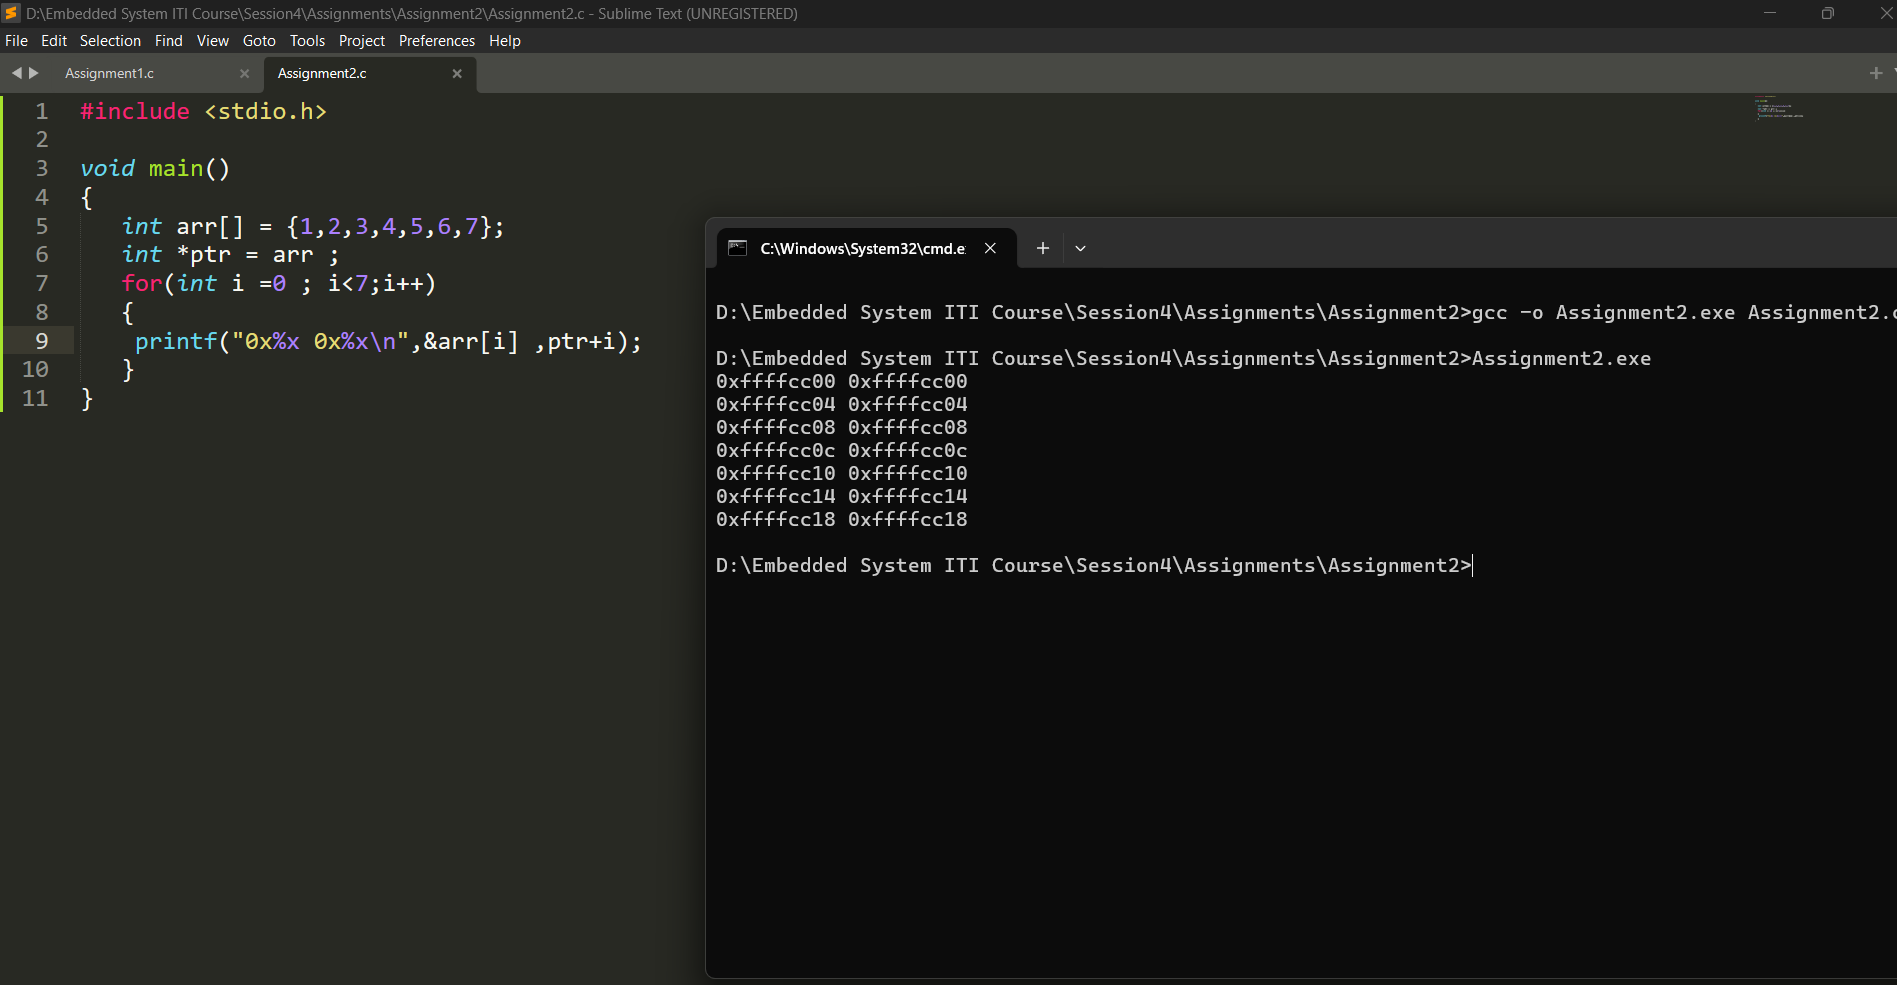 D:\Embedded System ITI Course\Session4\Assignments\Assignment2\Assignment2.c - Sublime Text (UNREGISTERED)
File Edit Selection Find View Goto Tools Project Preferences Help
Assignment1.c Assignment2.c
1 #include <stdio.h>
2
3 void main()
4 {
5 int arr[] = {1,2,3,4,5,6,7};
6 int *ptr = arr ;
7 for(int i =0 ; i<7;i++)
8 {
9 printf("0x%x 0x%x\n",&arr[i] ,ptr+i);
10 }
11 }
C:\Windows\System32\cmd.e
D:\Embedded System ITI Course\Session4\Assignments\Assignment2>gcc -o Assignment2.exe Assignment2.c
D:\Embedded System ITI Course\Session4\Assignments\Assignment2>Assignment2.exe
0xffffcc00 0xffffcc00
0xffffcc04 0xffffcc04
0xffffcc08 0xffffcc08
0xffffcc0c 0xffffcc0c
0xffffcc10 0xffffcc10
0xffffcc14 0xffffcc14
0xffffcc18 0xffffcc18
D:\Embedded System ITI Course\Session4\Assignments\Assignment2>